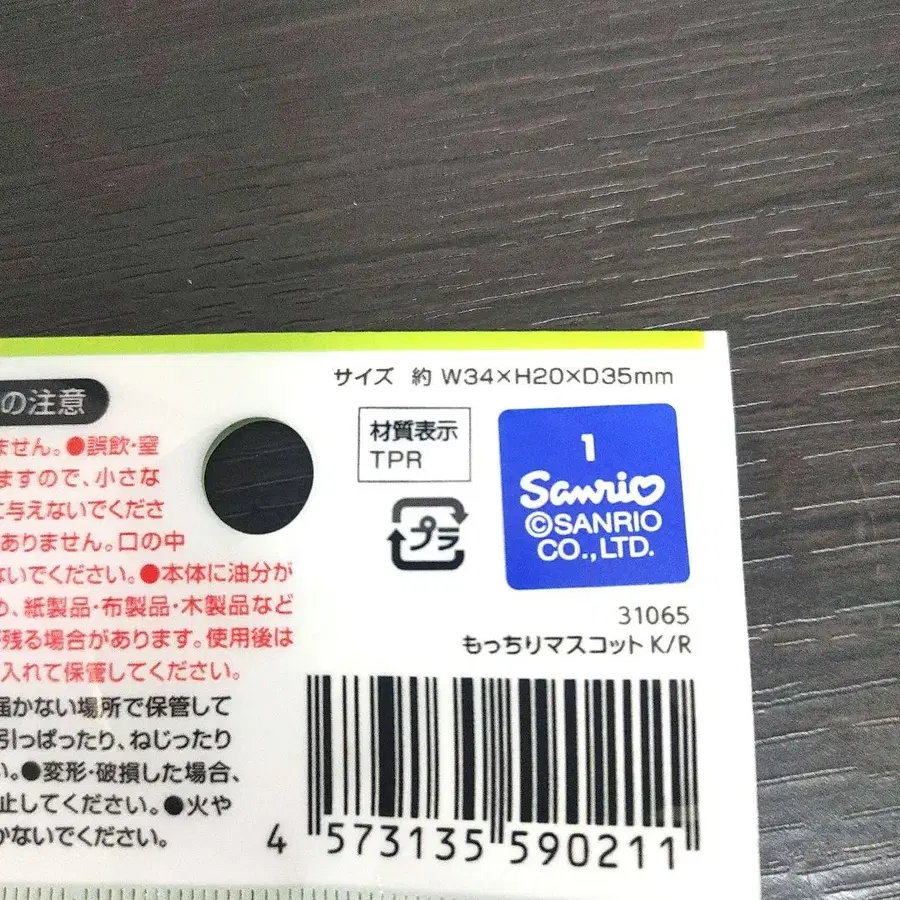 サイズ 約 W34×H20×D35mm
の注意
ません。●誤飲・窒
ますので、小さな
に与えないでくださ
ありません。口の中
ないでください。●本体に油分が
め、紙製品・布製品・木製品など
が残る場合があります。使用後は
入れて保管してください。
届かない場所で保管して
引っぱったり、ねじったり
い。●変形・破損した場合、
止してください。●火や
かないでください。
材質表示
TPR
プラ
1
Sanrio
©SANRIO
CO.,LTD.
31065
もっちりマスコット K/R
4 573135 590211